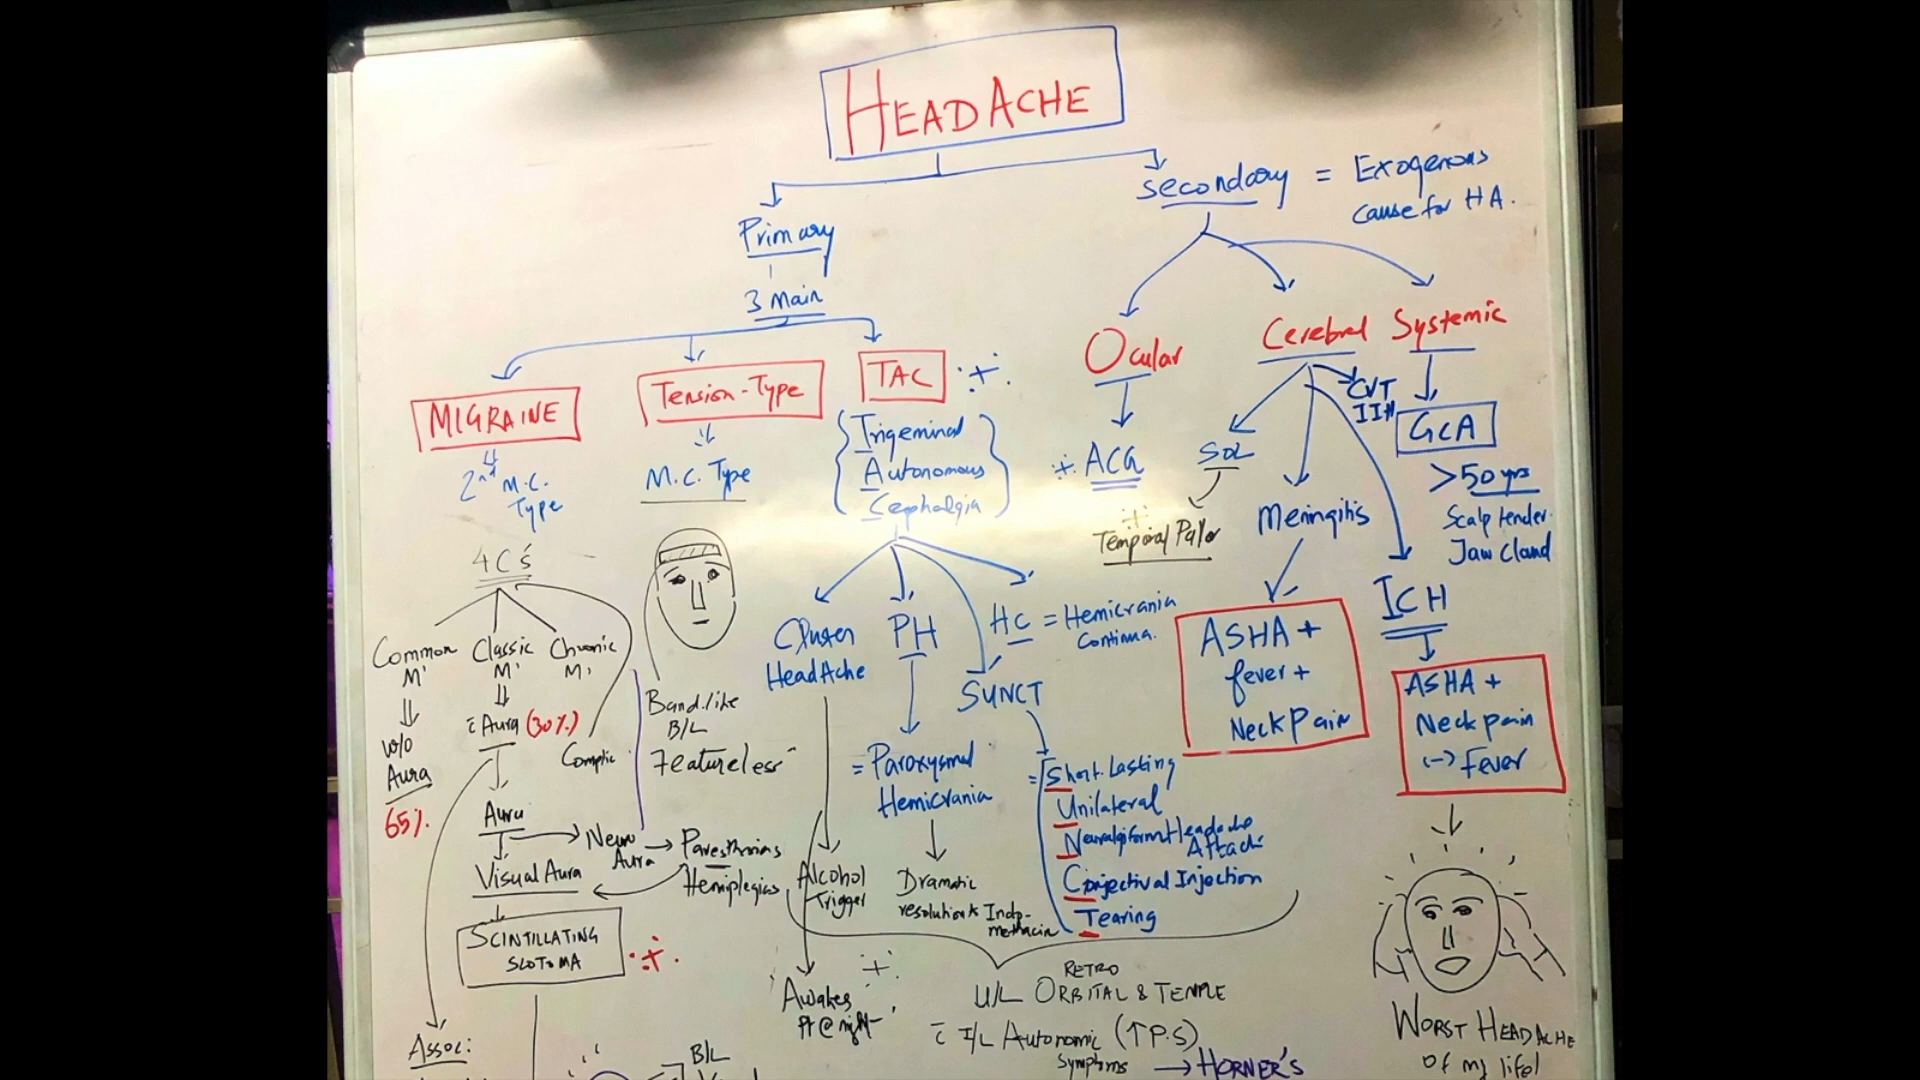 HEADACHE
Secondary = Exogenous
cause for HA.
Primary
3 Main
MIGRAINE
2nd M.C.
Type
Tension-Type
M.C. Type
TAC
Trigeminal
Autonomous
Cephalgia
Ocular
ACG
Cerebral
CVT
IIH
SOL
Temporal Pallor
Meningitis
ASHA +
fever +
Neck Pain
ICH
ASHA +
Neck pain
(-) Fever
WORST HEADACHE
of my life!
Systemic
GCA
>50 yrs
Scalp tender.
Jaw Claud
4C's
Common
M'
w/o
Aura
65%.
Classic
M'
c̄ Aura (30%)
Chronic
M'
Complic
Aura
Neuro
Aura
Paresthesias
Hemiplegias
Visual Aura
SCINTILLATING
SCOTOMA
Assoc:
B/L
Band-like
B/L
Featureless
Cluster
HeadAche
Alcohol
Trigger
Awakes
Pt @ night
PH
= Paroxysmal
Hemicrania
Dramatic
resolution c̄ Indo-
methacin
HC = Hemicrania
Continua.
SUNCT
= Short-Lasting
Unilateral
Neuralgiform Headache
Attack
Conjectival Injection
Tearing
RETRO
U/L ORBITAL & TEMPLE
c̄ I/L Autonomic (↑P.S)
Symptoms → HORNER'S